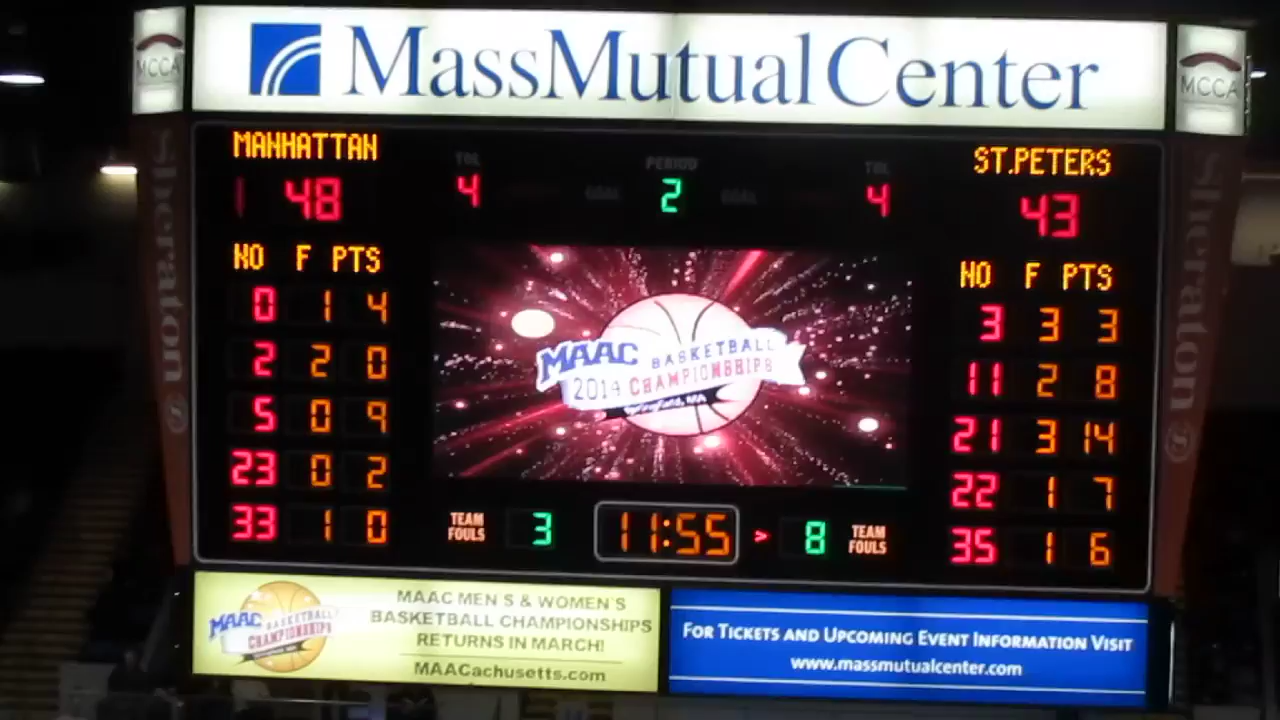 MassMutual Center
MCCA
MCCA
MANHATTAN
TOL
PERIOD
TOL
ST.PETERS
48
4
GOAL
2
GOAL
4
43
NO F PTS
NO F PTS
0 1 4
3 3 3
2 2 0
11 2 8
5 0 9
21 3 14
23 0 2
22 1 7
33 1 0
35 1 6
MAAC BASKETBALL
2014 CHAMPIONSHIPS
Springfield, MA
TEAM
FOULS
3
11:55
>
8
TEAM
FOULS
Sheraton
Sheraton
MAAC BASKETBALL
CHAMPIONSHIPS
MAAC MEN'S & WOMEN'S
BASKETBALL CHAMPIONSHIPS
RETURNS IN MARCH!
MAACachusetts.com
FOR TICKETS AND UPCOMING EVENT INFORMATION VISIT
www.massmutualcenter.com